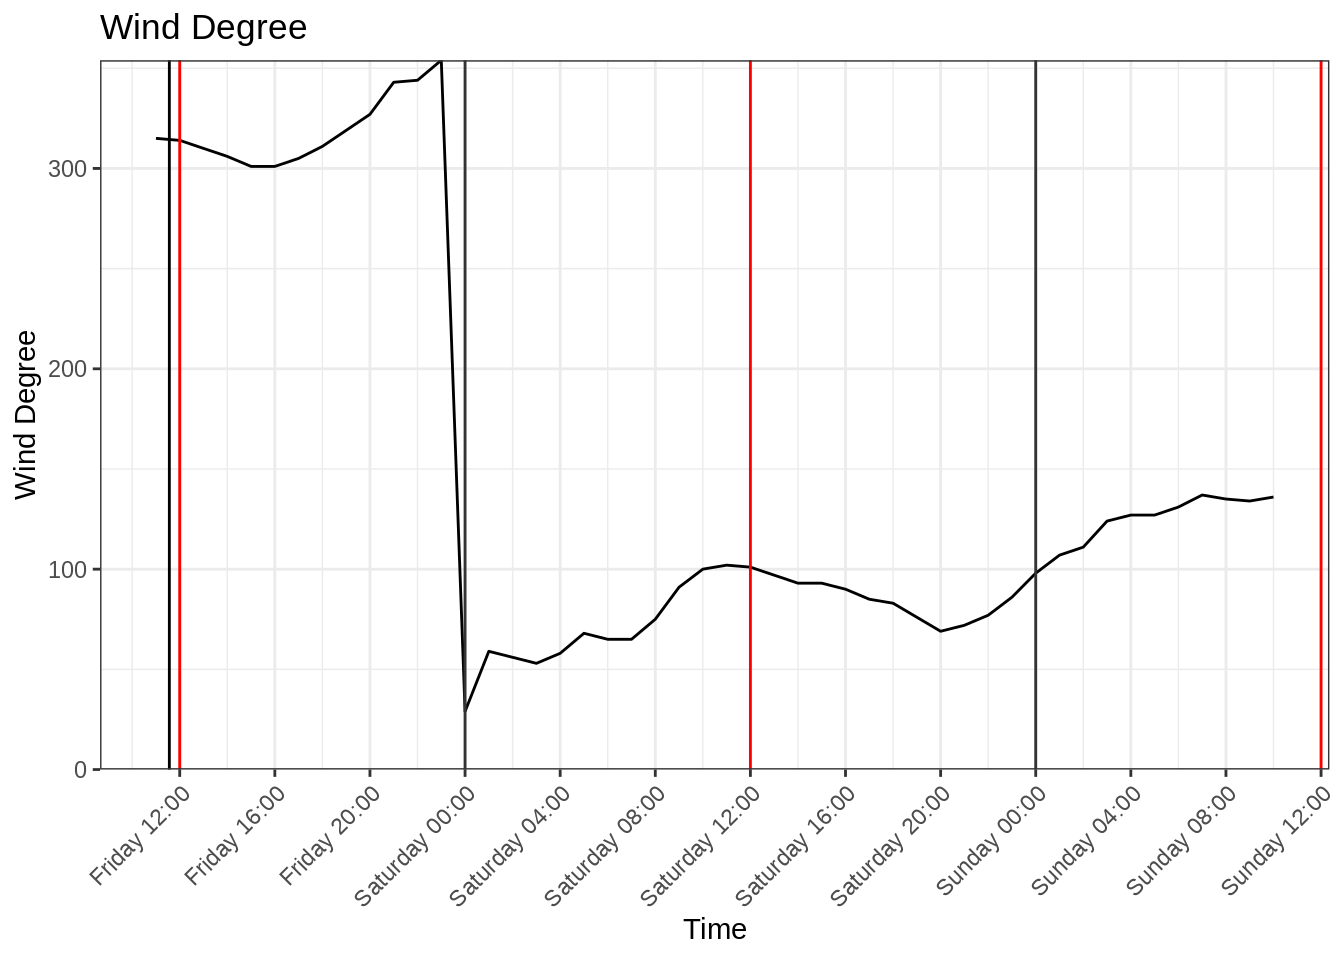 Wind Degree
Wind Degree
300
200
100
0
Friday 12:00
Friday 16:00
Friday 20:00
Saturday 00:00
Saturday 04:00
Saturday 08:00
Saturday 12:00
Saturday 16:00
Saturday 20:00
Sunday 00:00
Sunday 04:00
Sunday 08:00
Sunday 12:00
Time